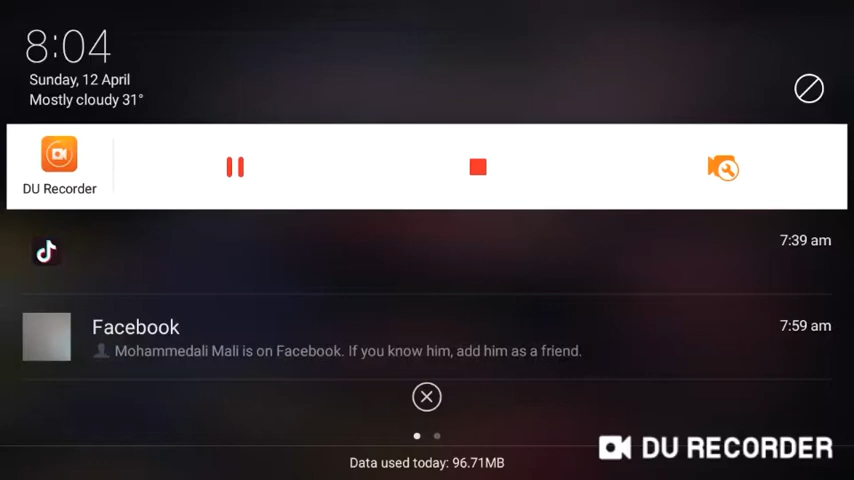 8:04
Sunday, 12 April
Mostly cloudy 31°
DU Recorder
7:39 am
Facebook
7:59 am
Mohammedali Mali is on Facebook. If you know him, add him as a friend.
Data used today: 96.71MB
DU RECORDER